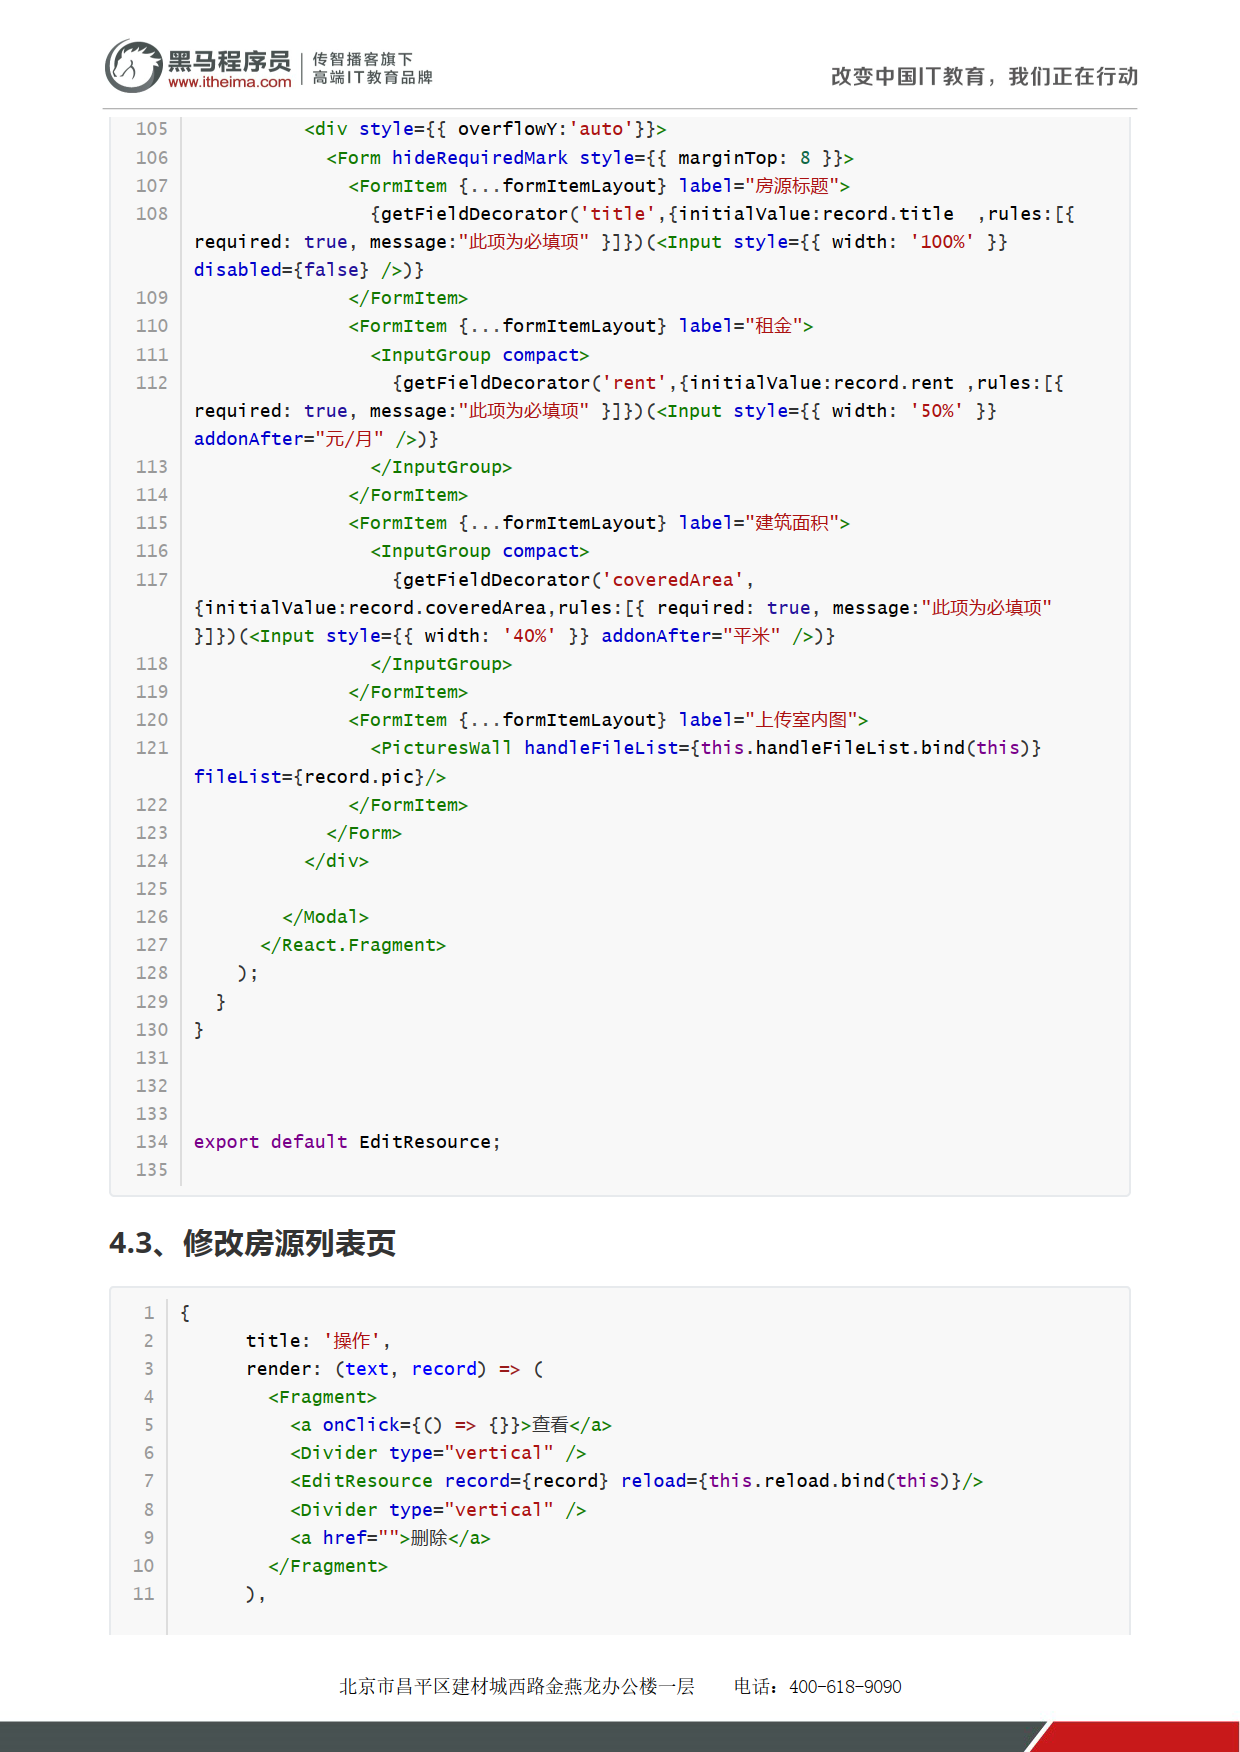 黑马程序员
www.itheima.com
传智播客旗下
高端IT教育品牌
改变中国IT教育，我们正在行动
105           <div style={{ overflowY:'auto'}}>
106             <Form hideRequiredMark style={{ marginTop: 8 }}>
107               <FormItem {...formItemLayout} label="房源标题">
108                 {getFieldDecorator('title',{initialValue:record.title  ,rules:[{
required: true, message:"此项为必填项" }]})(<Input style={{ width: '100%' }}
disabled={false} />)}
109               </FormItem>
110               <FormItem {...formItemLayout} label="租金">
111                 <InputGroup compact>
112                   {getFieldDecorator('rent',{initialValue:record.rent ,rules:[{
required: true, message:"此项为必填项" }]})(<Input style={{ width: '50%' }}
addonAfter="元/月" />)}
113                 </InputGroup>
114               </FormItem>
115               <FormItem {...formItemLayout} label="建筑面积">
116                 <InputGroup compact>
117                   {getFieldDecorator('coveredArea',
{initialValue:record.coveredArea,rules:[{ required: true, message:"此项为必填项"
}]})(<Input style={{ width: '40%' }} addonAfter="平米" />)}
118                 </InputGroup>
119               </FormItem>
120               <FormItem {...formItemLayout} label="上传室内图">
121                 <PicturesWall handleFileList={this.handleFileList.bind(this)}
fileList={record.pic}/>
122               </FormItem>
123             </Form>
124           </div>
125
126         </Modal>
127       </React.Fragment>
128     );
129   }
130 }
131
132
133
134 export default EditResource;
135
4.3、修改房源列表页
1 {
2       title: '操作',
3       render: (text, record) => (
4         <Fragment>
5           <a onClick={() => {}}>查看</a>
6           <Divider type="vertical" />
7           <EditResource record={record} reload={this.reload.bind(this)}/>
8           <Divider type="vertical" />
9           <a href="">删除</a>
10         </Fragment>
11       ),
北京市昌平区建材城西路金燕龙办公楼一层    电话：400-618-9090